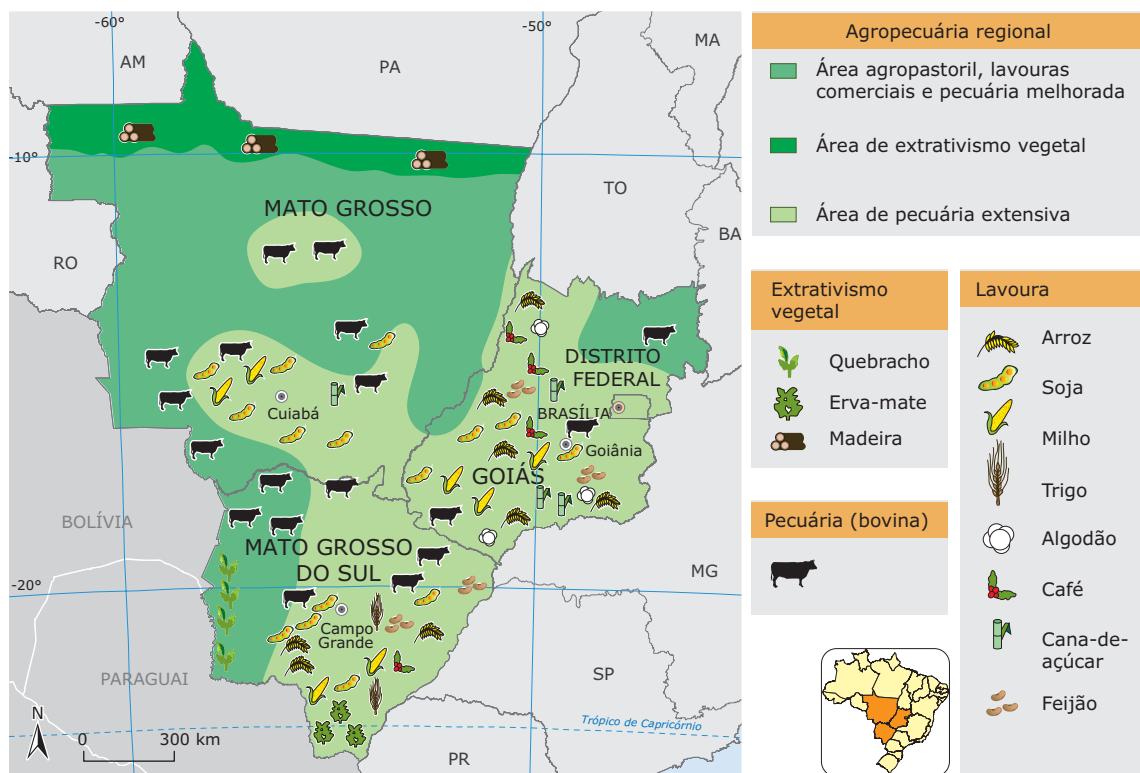 -60°
-50°
AM
PA
MA
-10°
TO
MATO GROSSO
BA
RO
DISTRITO
FEDERAL
BRASÍLIA
Cuiabá
Goiânia
GOIÁS
BOLÍVIA
MATO GROSSO
DO SUL
MG
-20°
Campo
Grande
PARAGUAI
SP
N
0
300 km
Trópico de Capricórnio
PR
Agropecuária regional
Área agropastoril, lavouras
comerciais e pecuária melhorada
Área de extrativismo vegetal
Área de pecuária extensiva
Extrativismo
vegetal
Quebracho
Erva-mate
Madeira
Pecuária (bovina)
Lavoura
Arroz
Soja
Milho
Trigo
Algodão
Café
Cana-de-
açúcar
Feijão